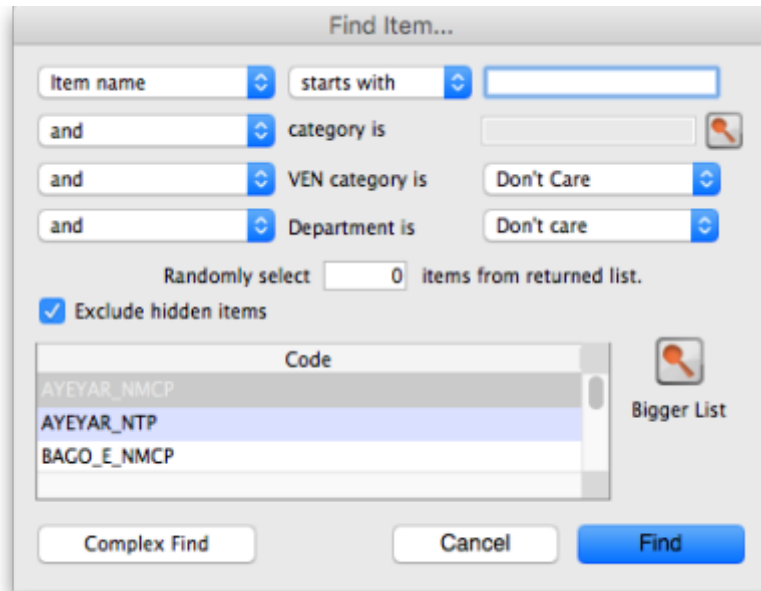 Find Item...
Item name starts with
and category is
and VEN category is Don't Care
and Department is Don't care
Randomly select 0 items from returned list.
Exclude hidden items
Code
AYEYAR_NMCP
AYEYAR_NTP
BAGO_E_NMCP
Bigger List
Complex Find Cancel Find